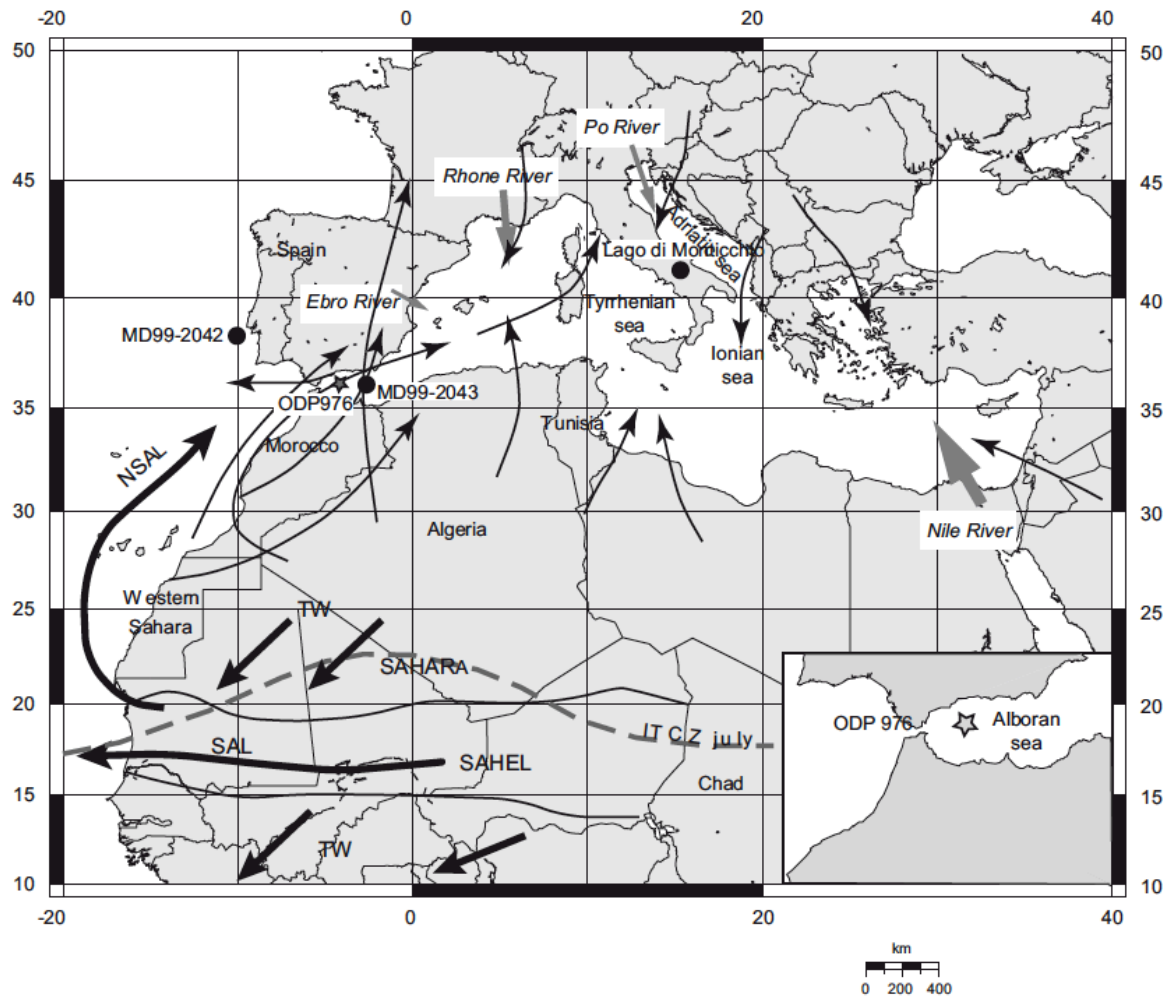 -20 0 20 40
50 50
Po River
45 Rhone River 45
Adriatic sea
Spain
Lago di Monticchio
40 Ebro River 40
Tyrrhenian
sea
MD99-2042
Ionian
sea
MD99-2043
ODP976
35 Tunisia 35
Morocco
NSAL
30 Algeria 30
Nile River
Western
Sahara
25 TW 25
SAHARA
20 20
ODP 976 Alboran
sea
SAL ITCZ july
SAHEL
Chad
15 15
TW
10 10
-20 0 20 40
km
0 200 400